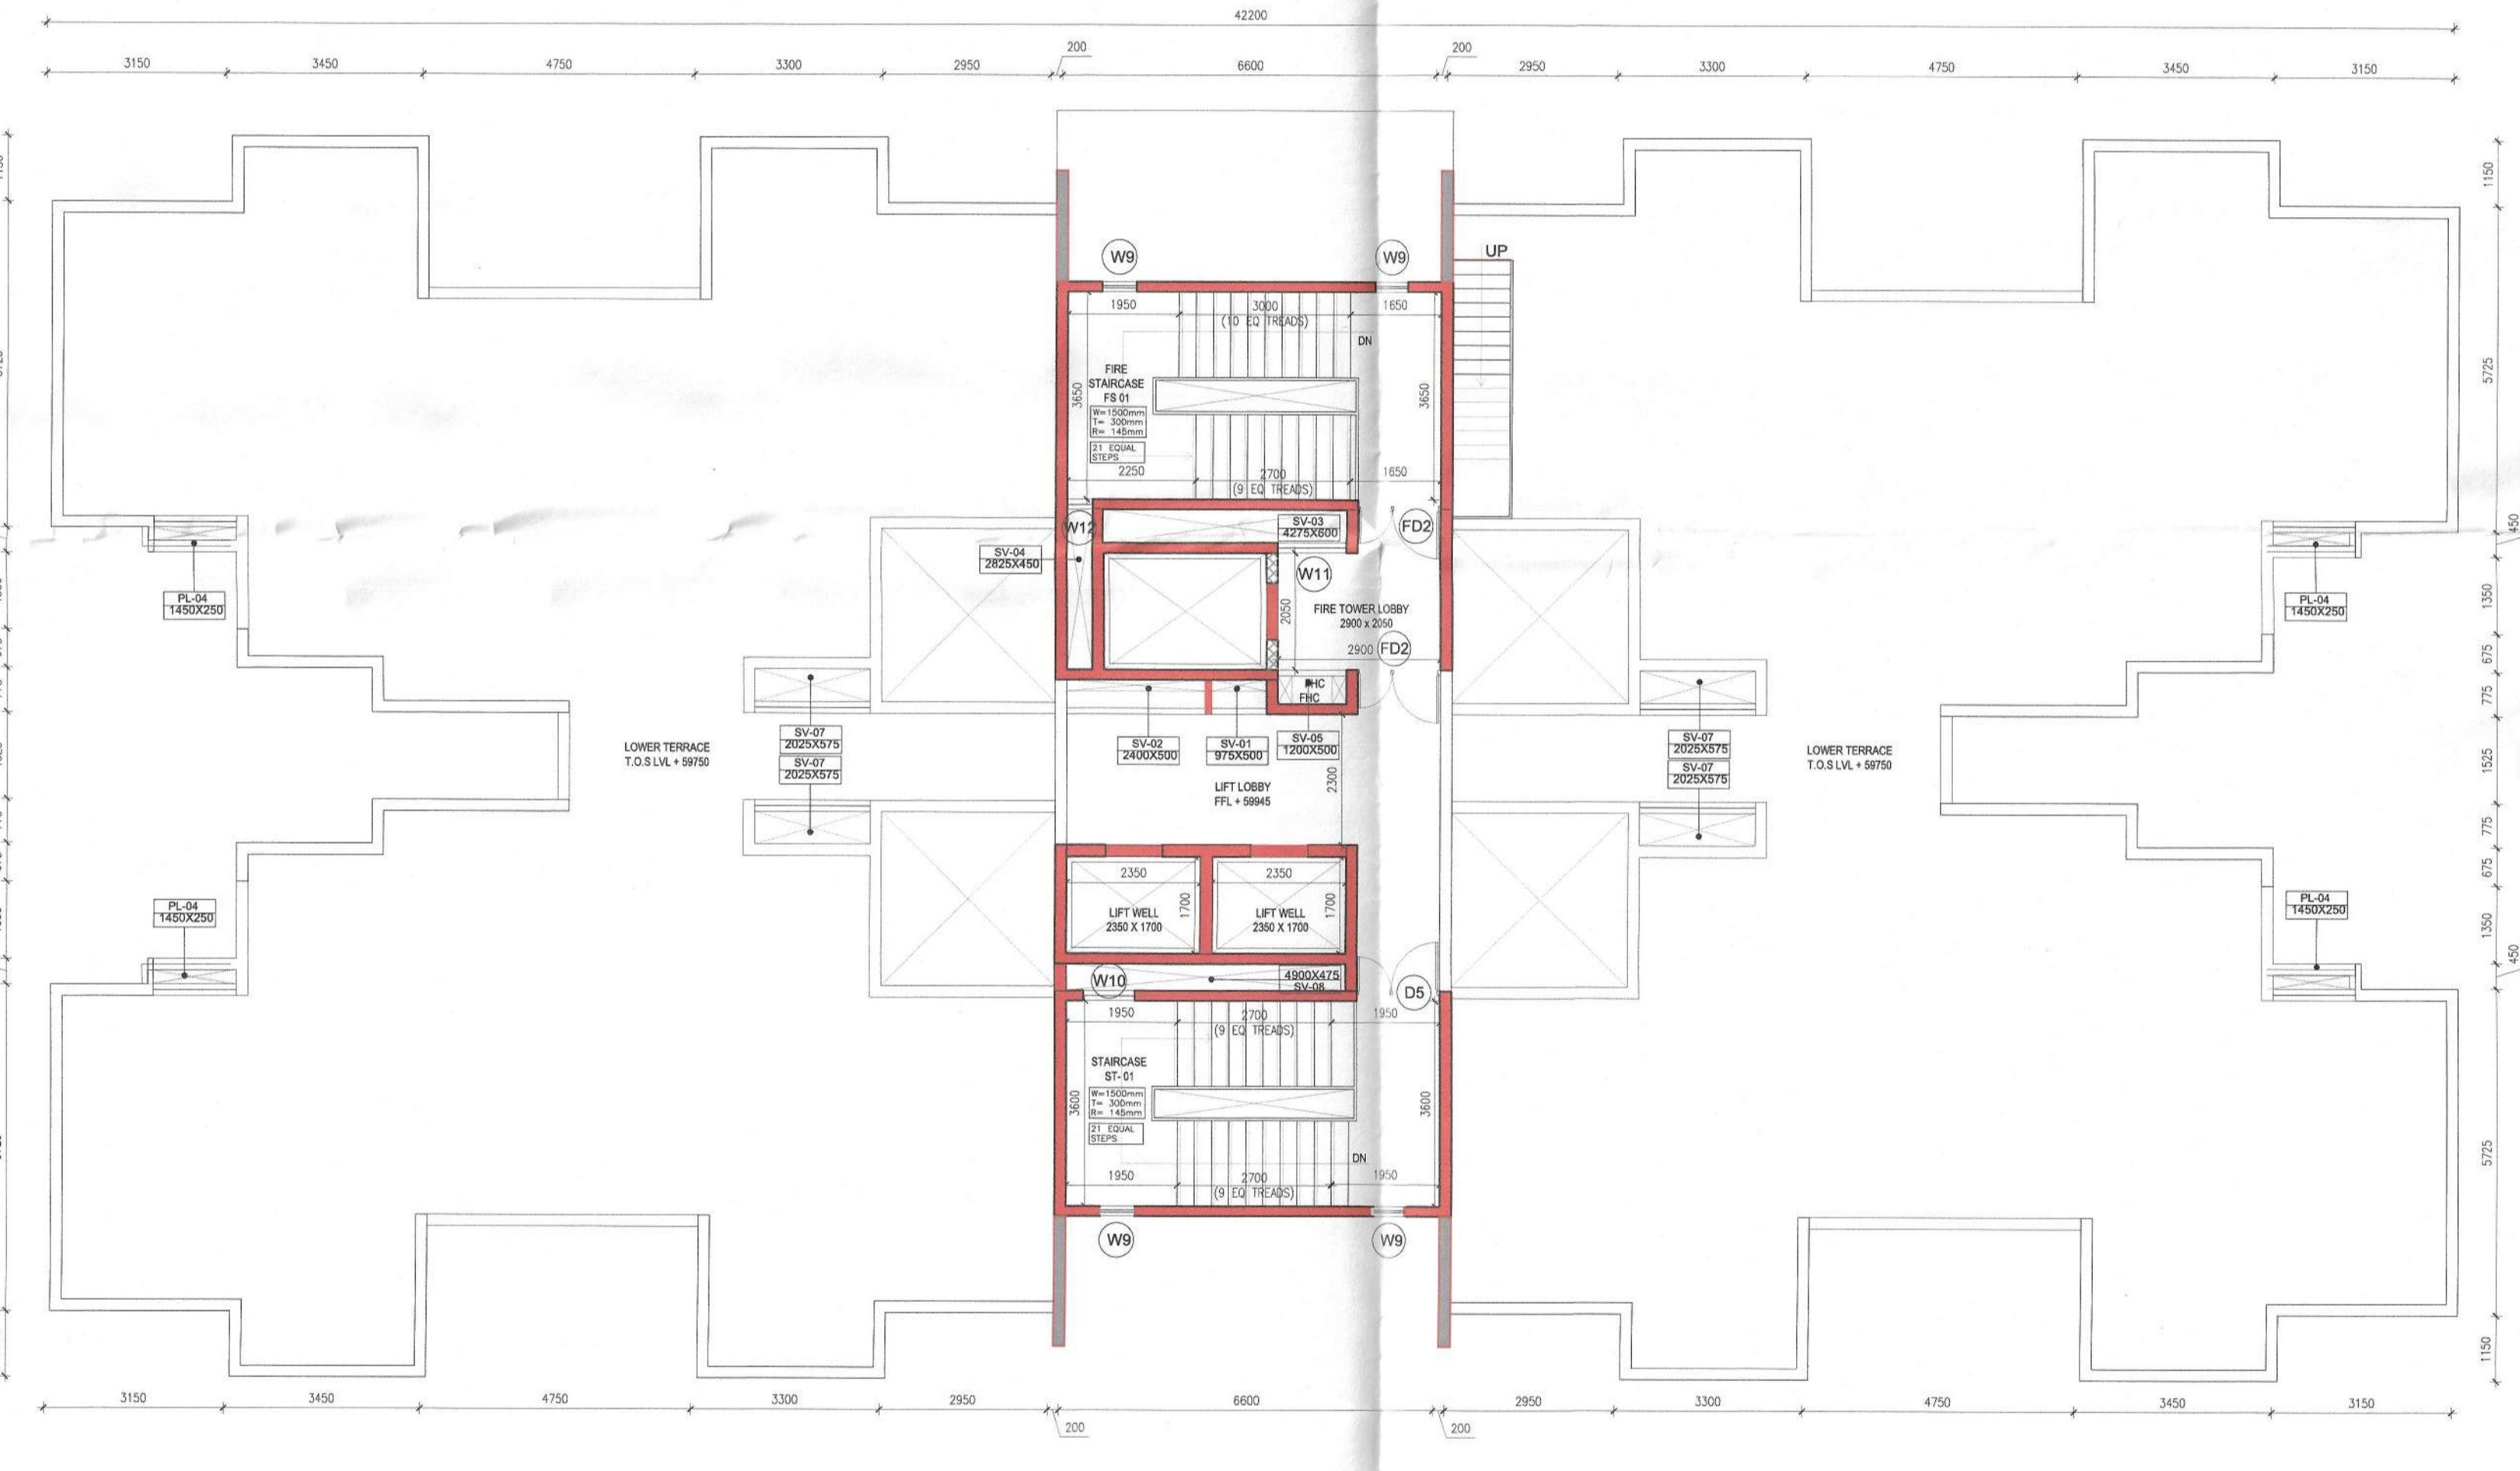 42200
3150
3450
4750
3300
2950
200
6600
200
2950
3300
4750
3450
3150
1150
5725
450
1350
675
775
1525
775
675
1350
450
5725
1150
W9
W9
UP
1950
3000
(10 EQ TREADS)
1650
DN
FIRE
STAIRCASE
FS 01
W=1500mm
T= 300mm
R= 145mm
21 EQUAL
STEPS
3650
3650
2250
2700
(9 EQ TREADS)
1650
W12
SV-03
4275X600
FD2
SV-04
2825X450
W11
2050
FIRE TOWER LOBBY
2900 x 2050
2900
FD2
PL-04
1450X250
PL-04
1450X250
FHC
SV-07
2025X575
SV-07
2025X575
SV-02
2400X500
SV-01
975X500
SV-05
1200X500
SV-07
2025X575
SV-07
2025X575
LOWER TERRACE
T.O.S LVL + 59750
LOWER TERRACE
T.O.S LVL + 59750
2300
LIFT LOBBY
FFL + 59945
2350
2350
1700
1700
LIFT WELL
2350 X 1700
LIFT WELL
2350 X 1700
PL-04
1450X250
PL-04
1450X250
W10
4900X475
SV-08
D5
1950
2700
(9 EQ TREADS)
1950
STAIRCASE
ST- 01
W=1500mm
T= 300mm
R= 145mm
21 EQUAL
STEPS
3600
3600
DN
1950
2700
(9 EQ TREADS)
1950
W9
W9
3150
3450
4750
3300
2950
200
6600
200
2950
3300
4750
3450
3150